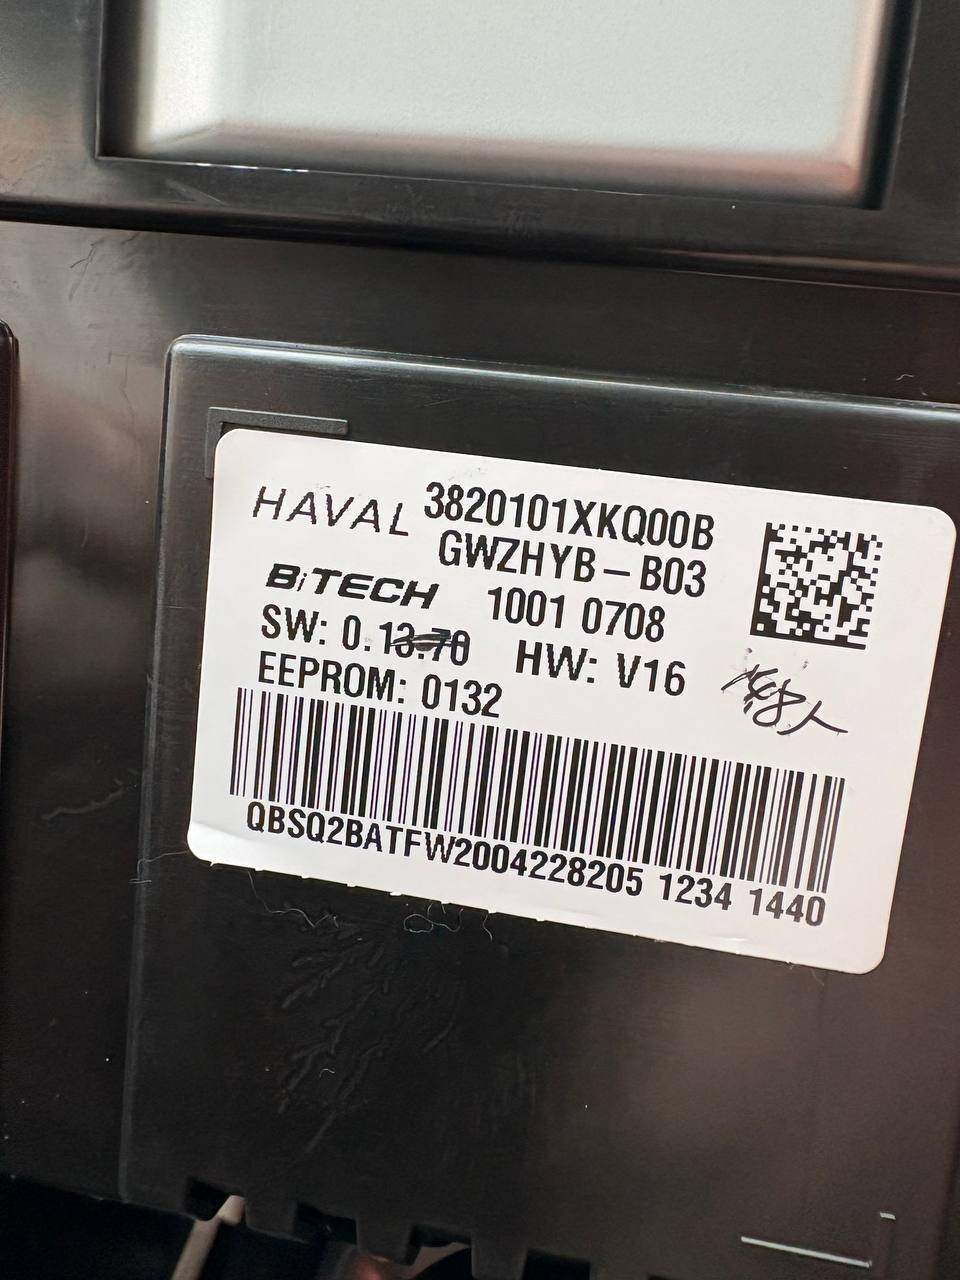 HAVAL 3820101XKQ00B
GWZHYB-B03
BiTECH 1001 0708
SW: 0.13.70 HW: V16
EEPROM: 0132
QBSQ2BATFW2004228205 1234 1440